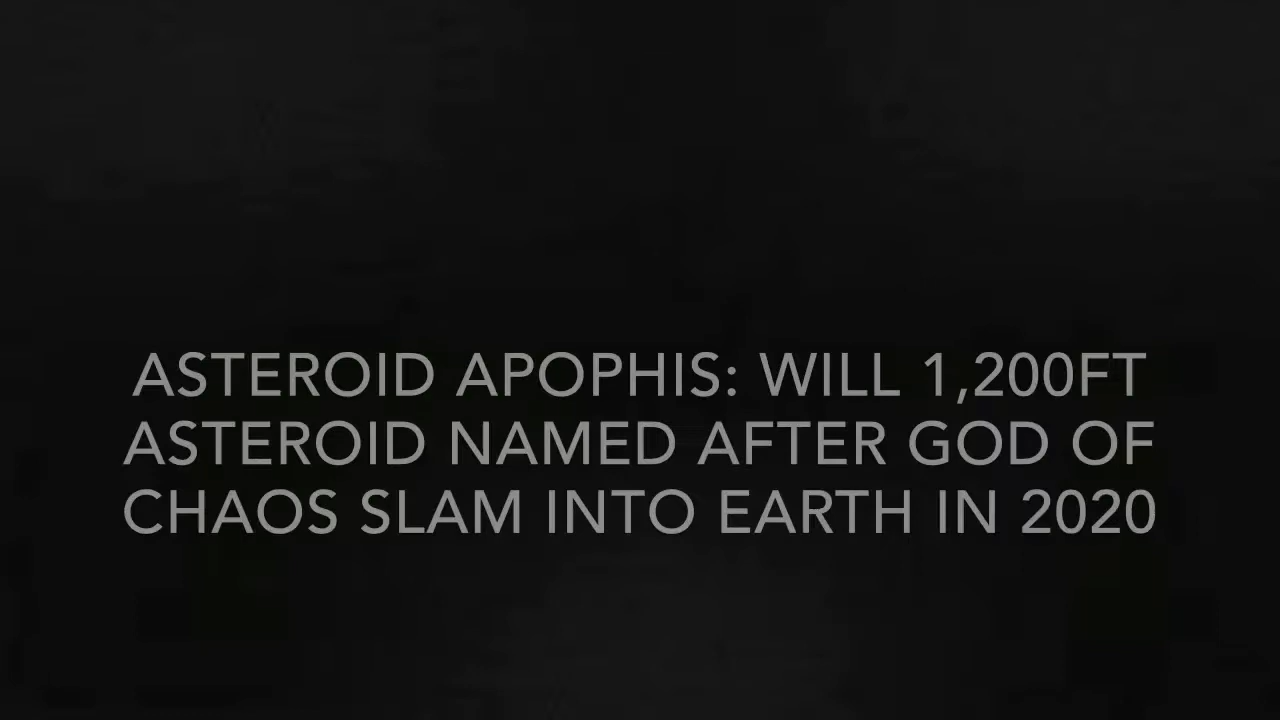 ASTEROID APOPHIS: WILL 1,200FT
ASTEROID NAMED AFTER GOD OF
CHAOS SLAM INTO EARTH IN 2020